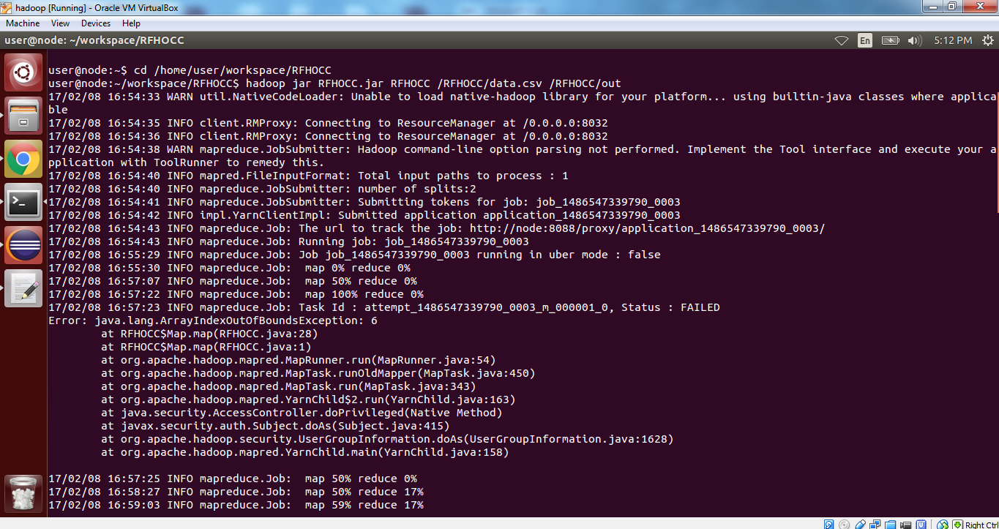 hadoop [Running] - Oracle VM VirtualBox
Machine View Devices Help
user@node: ~/workspace/RFHOCC
En
5:12 PM
user@node:~$ cd /home/user/workspace/RFHOCC
user@node:~/workspace/RFHOCC$ hadoop jar RFHOCC.jar RFHOCC /RFHOCC/data.csv /RFHOCC/out
17/02/08 16:54:33 WARN util.NativeCodeLoader: Unable to load native-hadoop library for your platform... using builtin-java classes where applica
ble
17/02/08 16:54:35 INFO client.RMProxy: Connecting to ResourceManager at /0.0.0.0:8032
17/02/08 16:54:36 INFO client.RMProxy: Connecting to ResourceManager at /0.0.0.0:8032
17/02/08 16:54:38 WARN mapreduce.JobSubmitter: Hadoop command-line option parsing not performed. Implement the Tool interface and execute your a
pplication with ToolRunner to remedy this.
17/02/08 16:54:40 INFO mapred.FileInputFormat: Total input paths to process : 1
17/02/08 16:54:40 INFO mapreduce.JobSubmitter: number of splits:2
17/02/08 16:54:41 INFO mapreduce.JobSubmitter: Submitting tokens for job: job_1486547339790_0003
17/02/08 16:54:42 INFO impl.YarnClientImpl: Submitted application application_1486547339790_0003
17/02/08 16:54:43 INFO mapreduce.Job: The url to track the job: http://node:8088/proxy/application_1486547339790_0003/
17/02/08 16:54:43 INFO mapreduce.Job: Running job: job_1486547339790_0003
17/02/08 16:55:29 INFO mapreduce.Job: Job job_1486547339790_0003 running in uber mode : false
17/02/08 16:55:30 INFO mapreduce.Job:  map 0% reduce 0%
17/02/08 16:57:07 INFO mapreduce.Job:  map 50% reduce 0%
17/02/08 16:57:22 INFO mapreduce.Job:  map 100% reduce 0%
17/02/08 16:57:23 INFO mapreduce.Job: Task Id : attempt_1486547339790_0003_m_000001_0, Status : FAILED
Error: java.lang.ArrayIndexOutOfBoundsException: 6
at RFHOCC$Map.map(RFHOCC.java:28)
at RFHOCC$Map.map(RFHOCC.java:1)
at org.apache.hadoop.mapred.MapRunner.run(MapRunner.java:54)
at org.apache.hadoop.mapred.MapTask.runOldMapper(MapTask.java:450)
at org.apache.hadoop.mapred.MapTask.run(MapTask.java:343)
at org.apache.hadoop.mapred.YarnChild$2.run(YarnChild.java:163)
at java.security.AccessController.doPrivileged(Native Method)
at javax.security.auth.Subject.doAs(Subject.java:415)
at org.apache.hadoop.security.UserGroupInformation.doAs(UserGroupInformation.java:1628)
at org.apache.hadoop.mapred.YarnChild.main(YarnChild.java:158)
17/02/08 16:57:25 INFO mapreduce.Job:  map 50% reduce 0%
17/02/08 16:58:27 INFO mapreduce.Job:  map 50% reduce 17%
17/02/08 16:59:03 INFO mapreduce.Job:  map 59% reduce 17%
Right Ctrl